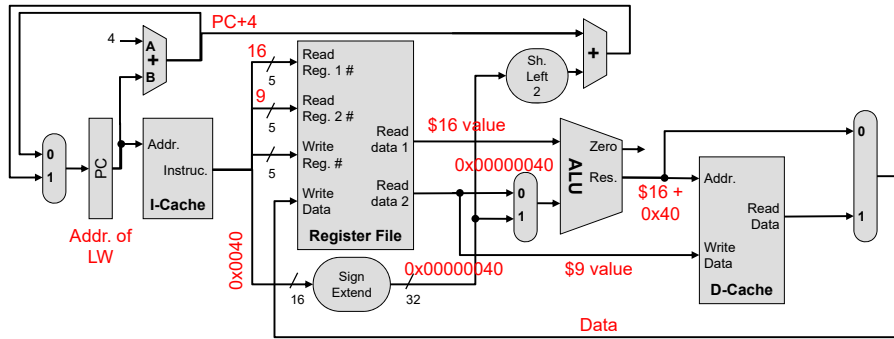 PC+4
4
A
+
B
0
1
PC
Addr. of
LW
Addr.
Instruc.
I-Cache
16
5
9
5
5
0x0040
16
Read
Reg. 1 #
Read
Reg. 2 #
Write
Reg. #
Write
Data
Read
data 1
Read
data 2
Register File
Sign
Extend
32
0x00000040
$16 value
0x00000040
0
1
Sh.
Left
2
+
ALU
Zero
Res.
$16 +
0x40
$9 value
Addr.
Read
Data
Write
Data
D-Cache
0
1
Data